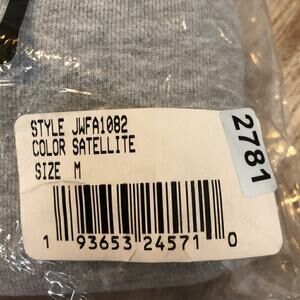 STYLE JWFA1082
COLOR SATELLITE
SIZE M
2781
1 93653 24571 0